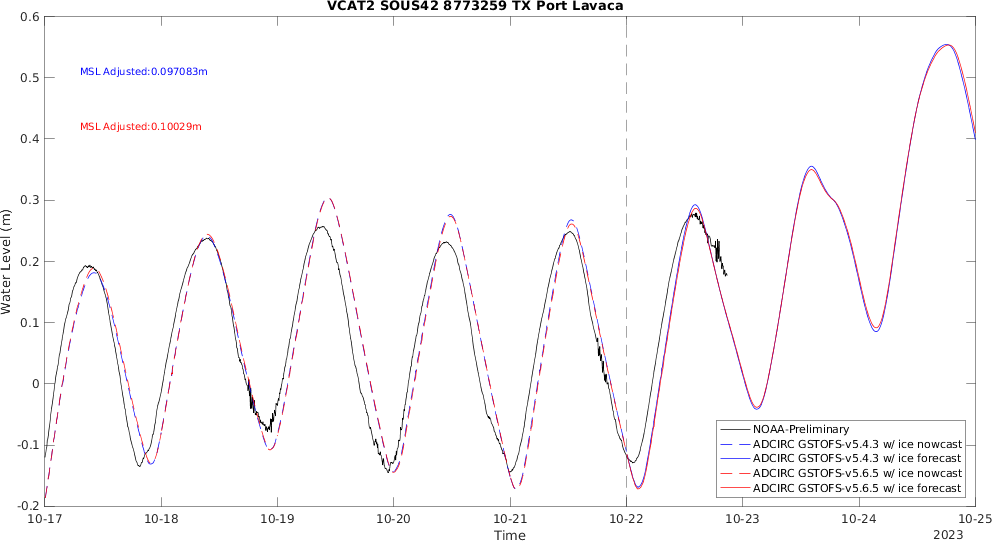 VCAT2 SOUS42 8773259 TX Port Lavaca
0.6
0.5
0.4
0.3
0.2
0.1
0
-0.1
-0.2
Water Level (m)
MSL Adjusted:0.097083m
MSL Adjusted:0.10029m
NOAA-Preliminary
ADCIRC GSTOFS-v5.4.3 w/ ice nowcast
ADCIRC GSTOFS-v5.4.3 w/ ice forecast
ADCIRC GSTOFS-v5.6.5 w/ ice nowcast
ADCIRC GSTOFS-v5.6.5 w/ ice forecast
10-17 10-18 10-19 10-20 10-21 10-22 10-23 10-24 10-25
Time
2023